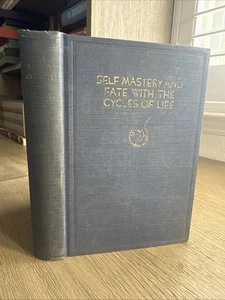 SELF MASTERY AND
FATE WITH THE
CYCLES OF LIFE